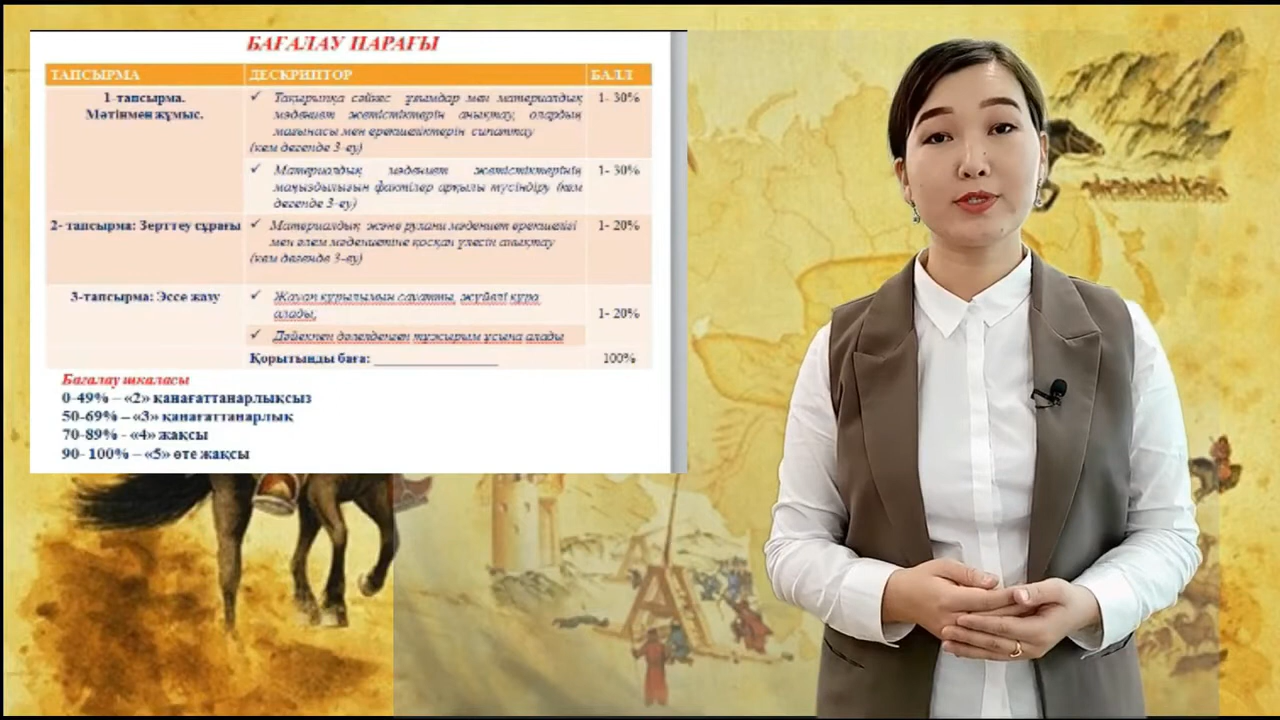 БАҒАЛАУ ПАРАҒЫ
ТАПСЫРМА ДЕСКРИПТОР БАЛЛ
1-тапсырма.
Мәтінмен жұмыс.
✓ Тақырыпқа сәйкес ұғымдар мен материалдық
мәдениет жетістіктерін анықтау, олардың
мағынасы мен ерекшеліктерін сипаттау
(кем дегенде 3-еу)
1- 30%
✓ Материалдық мәдениет жетістіктерінің
маңыздылығын фактілер арқылы түсіндіру (кем
дегенде 3-еу)
1- 30%
2- тапсырма: Зерттеу сұрағы
✓ Материалдық және рухани мәдениет ерекшелігі
мен әлем мәдениетіне қосқан үлесін анықтау
(кем дегенде 3-еу)
1- 20%
3-тапсырма: Эссе жазу
✓ Жауап құрылымын сауатты, жүйелі құра
алады;
✓ Дәйекпен дәлелденген тұжырым ұсына алады
1- 20%
Қорытынды баға: __________________ 100%
Бағалау шкаласы
0-49% – «2» қанағаттанарлықсыз
50-69% – «3» қанағаттанарлық
70-89% - «4» жақсы
90- 100% – «5» өте жақсы